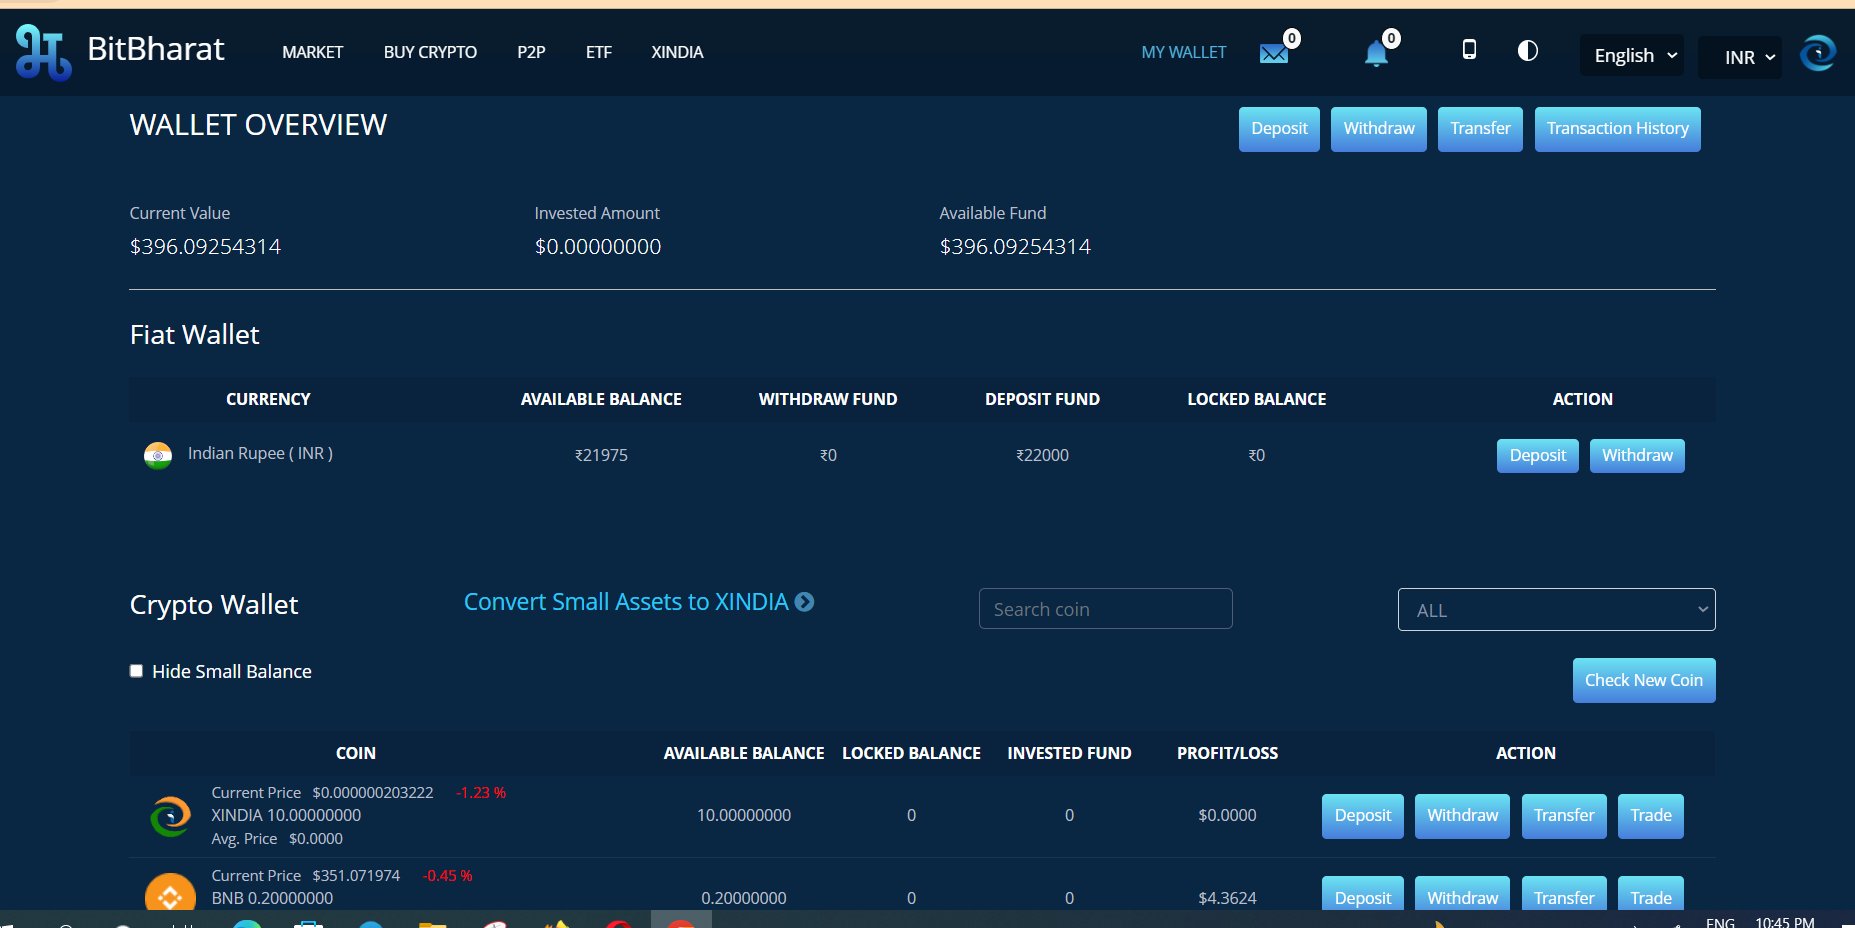 BitBharat MARKET BUY CRYPTO P2P ETF XINDIA MY WALLET 0 0 English INR
WALLET OVERVIEW Deposit Withdraw Transfer Transaction History
Current Value Invested Amount Available Fund
$396.09254314 $0.00000000 $396.09254314
Fiat Wallet
CURRENCY AVAILABLE BALANCE WITHDRAW FUND DEPOSIT FUND LOCKED BALANCE ACTION
Indian Rupee ( INR ) ₹21975 ₹0 ₹22000 ₹0 Deposit Withdraw
Crypto Wallet Convert Small Assets to XINDIA Search coin ALL
Hide Small Balance Check New Coin
COIN AVAILABLE BALANCE LOCKED BALANCE INVESTED FUND PROFIT/LOSS ACTION
Current Price $0.000000203222 -1.23 %
XINDIA 10.00000000 10.00000000 0 0 $0.0000 Deposit Withdraw Transfer Trade
Avg. Price $0.0000
Current Price $351.071974 -0.45 %
BNB 0.20000000 0.20000000 0 0 $4.3624 Deposit Withdraw Transfer Trade
ENG 10:45 PM